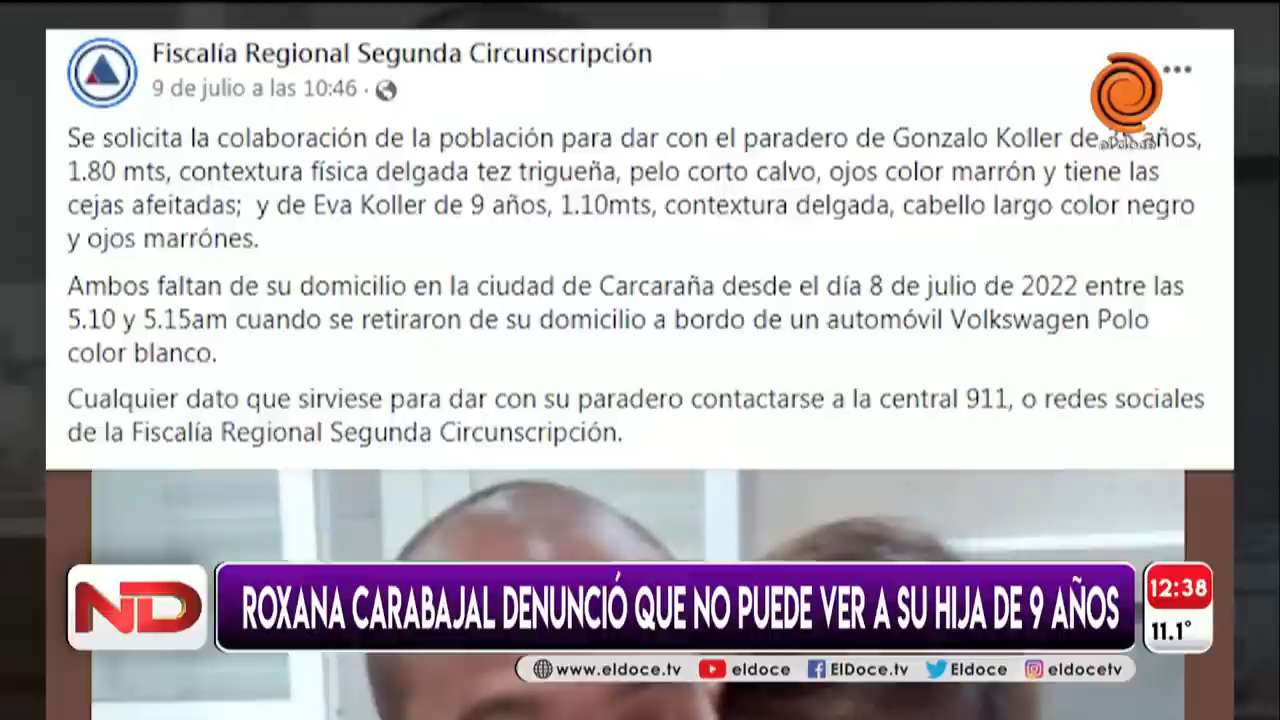 Fiscalía Regional Segunda Circunscripción
9 de julio a las 10:46 ·
Se solicita la colaboración de la población para dar con el paradero de Gonzalo Koller de 35 años,
1.80 mts, contextura física delgada tez trigueña, pelo corto calvo, ojos color marrón y tiene las
cejas afeitadas; y de Eva Koller de 9 años, 1.10mts, contextura delgada, cabello largo color negro
y ojos marrónes.
Ambos faltan de su domicilio en la ciudad de Carcaraña desde el día 8 de julio de 2022 entre las
5.10 y 5.15am cuando se retiraron de su domicilio a bordo de un automóvil Volkswagen Polo
color blanco.
Cualquier dato que sirviese para dar con su paradero contactarse a la central 911, o redes sociales
de la Fiscalía Regional Segunda Circunscripción.
ND
ROXANA CARABAJAL DENUNCIÓ QUE NO PUEDE VER A SU HIJA DE 9 AÑOS
12:38
11.1°
www.eldoce.tv eldoce ElDoce.tv Eldoce eldocetv